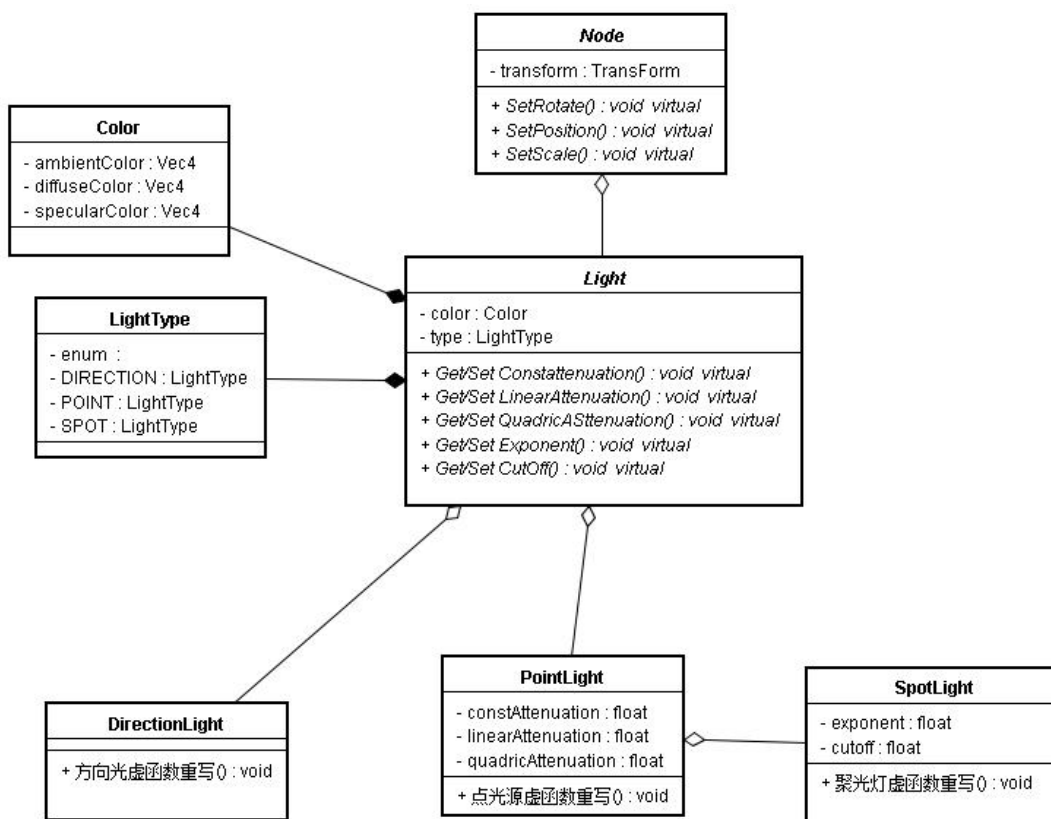 Node
- transform : TransForm
+ SetRotate() : void virtual
+ SetPosition() : void virtual
+ SetScale() : void virtual
Color
- ambientColor : Vec4
- diffuseColor : Vec4
- specularColor : Vec4
Light
- color : Color
- type : LightType
+ Get/Set Constattenuation() : void virtual
+ Get/Set LinearAttenuation() : void virtual
+ Get/Set QuadricASttenuation() : void virtual
+ Get/Set Exponent() : void virtual
+ Get/Set CutOff() : void virtual
LightType
- enum :
- DIRECTION : LightType
- POINT : LightType
- SPOT : LightType
DirectionLight
+ 方向光虚函数重写() : void
PointLight
- constAttenuation : float
- linearAttenuation : float
- quadricAttenuation : float
+ 点光源虚函数重写() : void
SpotLight
- exponent : float
- cutoff : float
+ 聚光灯虚函数重写() : void